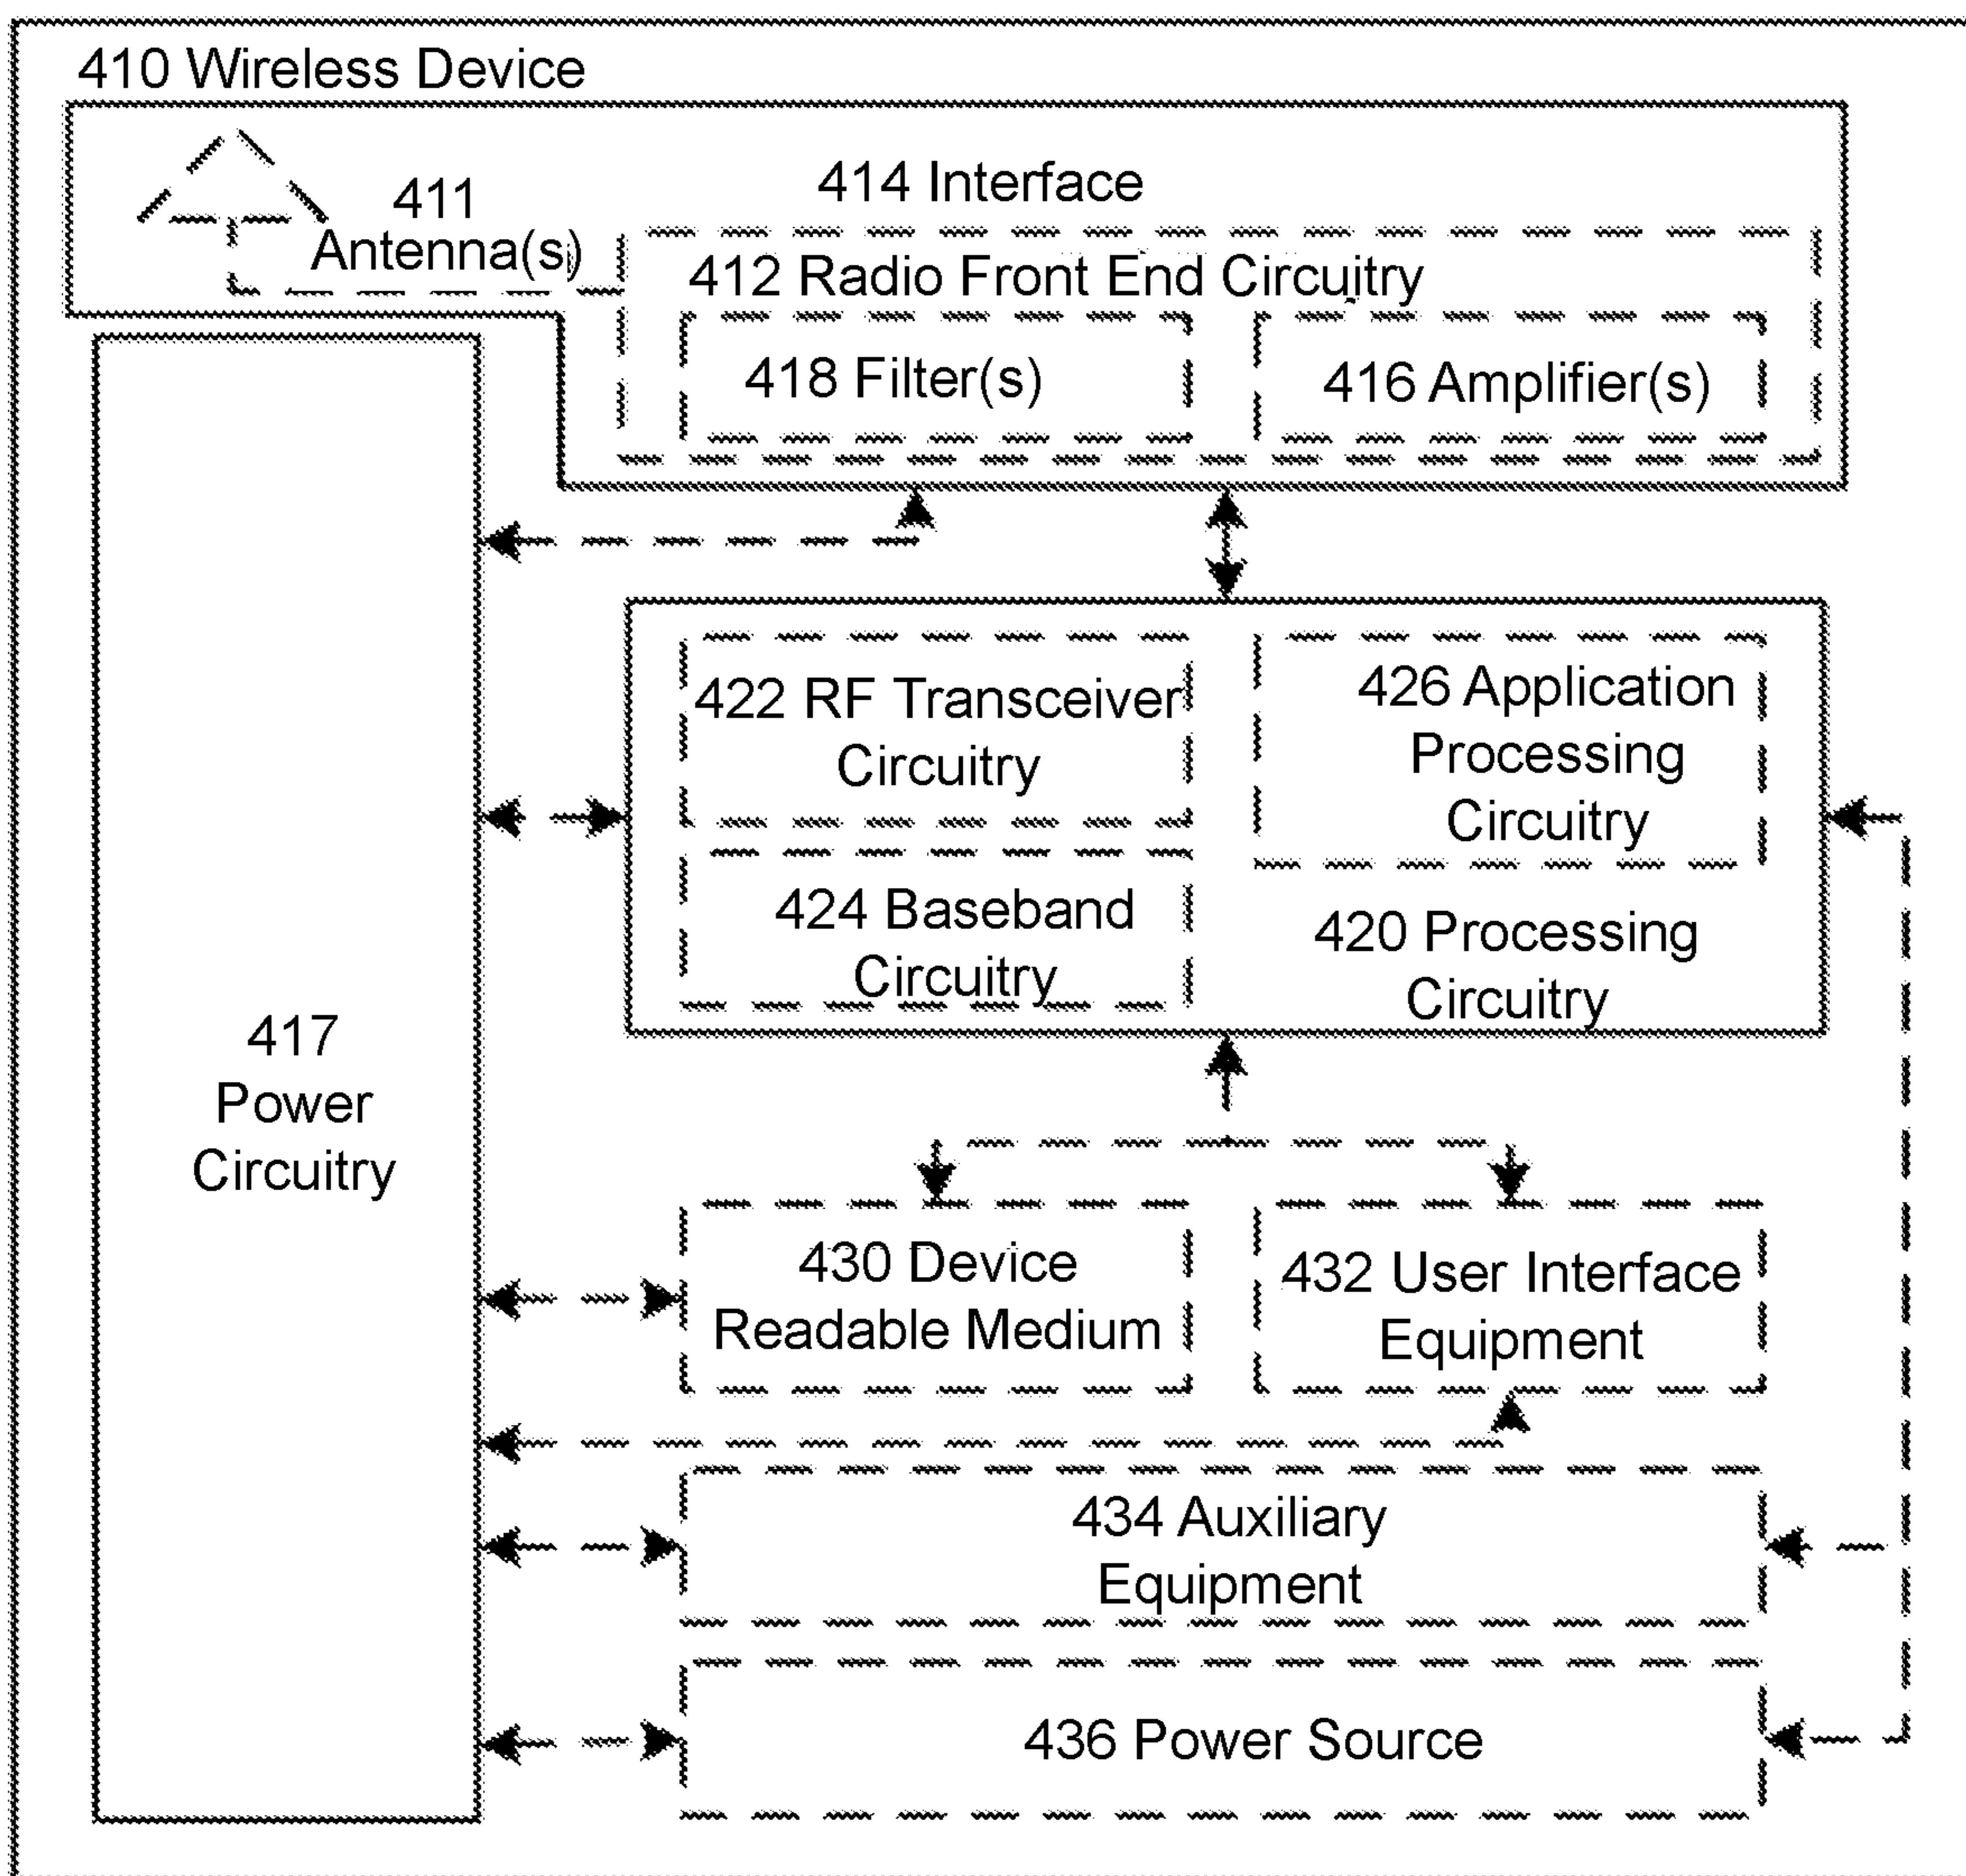 410 Wireless Device
411
Antenna(s)
414 Interface
412 Radio Front End Circuitry
418 Filter(s)
416 Amplifier(s)
422 RF Transceiver
Circuitry
426 Application
Processing
Circuitry
424 Baseband
Circuitry
420 Processing
Circuitry
417
Power
Circuitry
430 Device
Readable Medium
432 User Interface
Equipment
434 Auxiliary
Equipment
436 Power Source